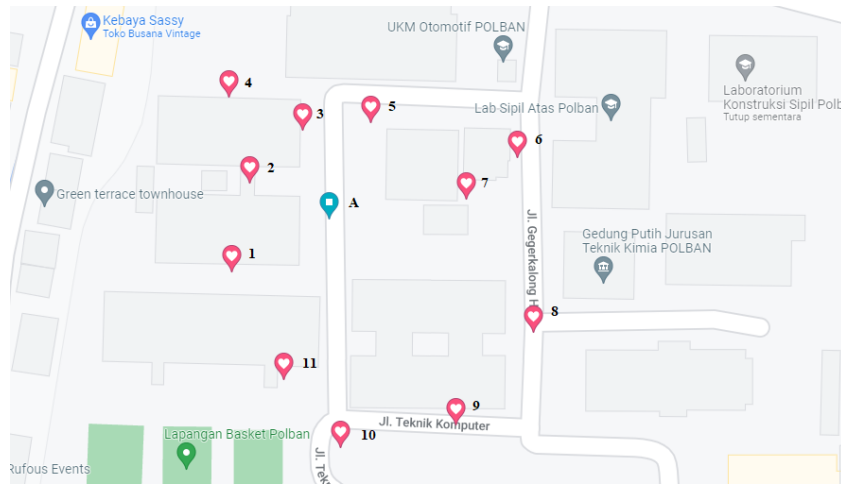 Kebaya Sassy
Toko Busana Vintage
UKM Otomotif POLBAN
4
3
5
Lab Sipil Atas Polban
Laboratorium
Konstruksi Sipil Polb
Tutup sementara
6
2
7
Green terrace townhouse
A
Jl. Gegerkalong H
Gedung Putih Jurusan
Teknik Kimia POLBAN
1
8
11
9
Jl. Teknik Komputer
Lapangan Basket Polban
10
Jl. Tek
Rufous Events